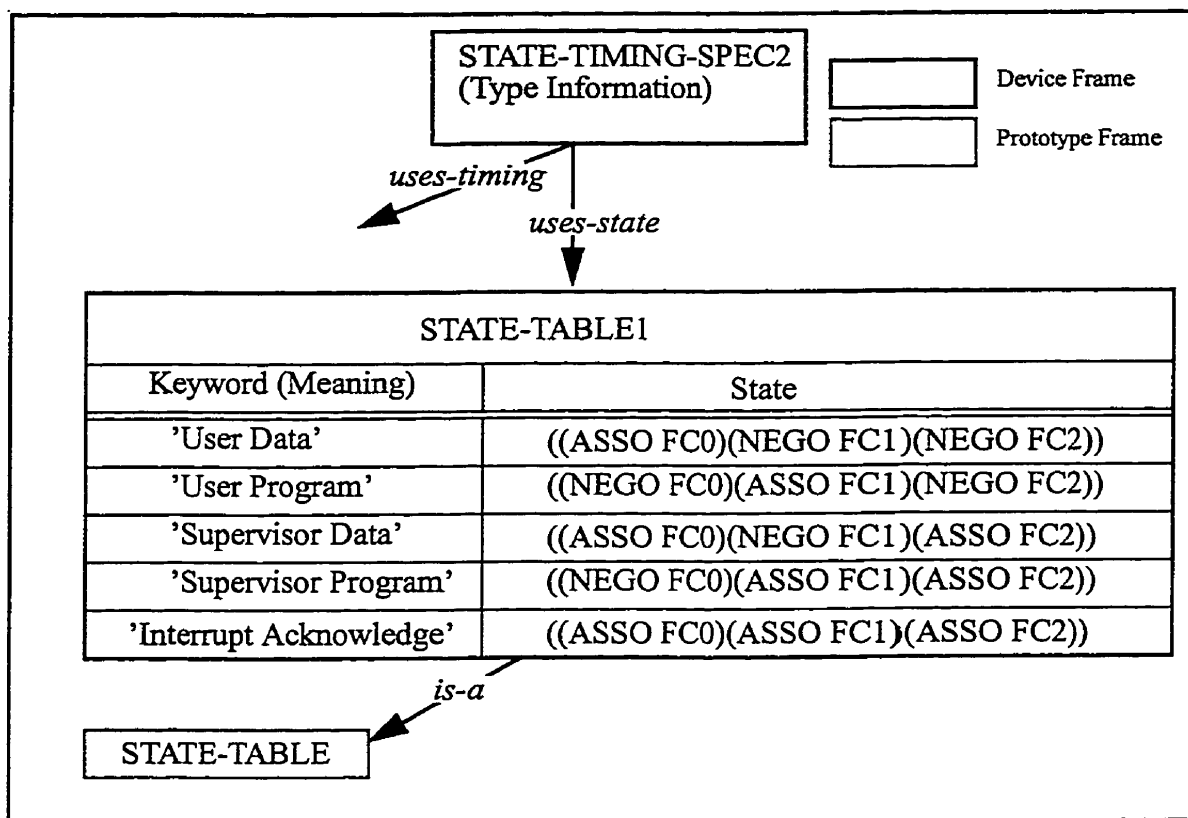 STATE-TIMING-SPEC2
(Type Information)
Device Frame
Prototype Frame
uses-timing
uses-state
STATE-TABLE1
Keyword (Meaning) State
'User Data' ((ASSO FC0)(NEGO FC1)(NEGO FC2))
'User Program' ((NEGO FC0)(ASSO FC1)(NEGO FC2))
'Supervisor Data' ((ASSO FC0)(NEGO FC1)(ASSO FC2))
'Supervisor Program' ((NEGO FC0)(ASSO FC1)(ASSO FC2))
'Interrupt Acknowledge' ((ASSO FC0)(ASSO FC1)(ASSO FC2))
is-a
STATE-TABLE